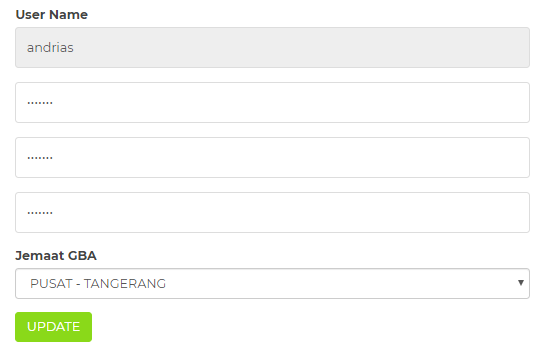 User Name
andrias
.......
.......
.......
Jemaat GBA
PUSAT - TANGERANG
UPDATE